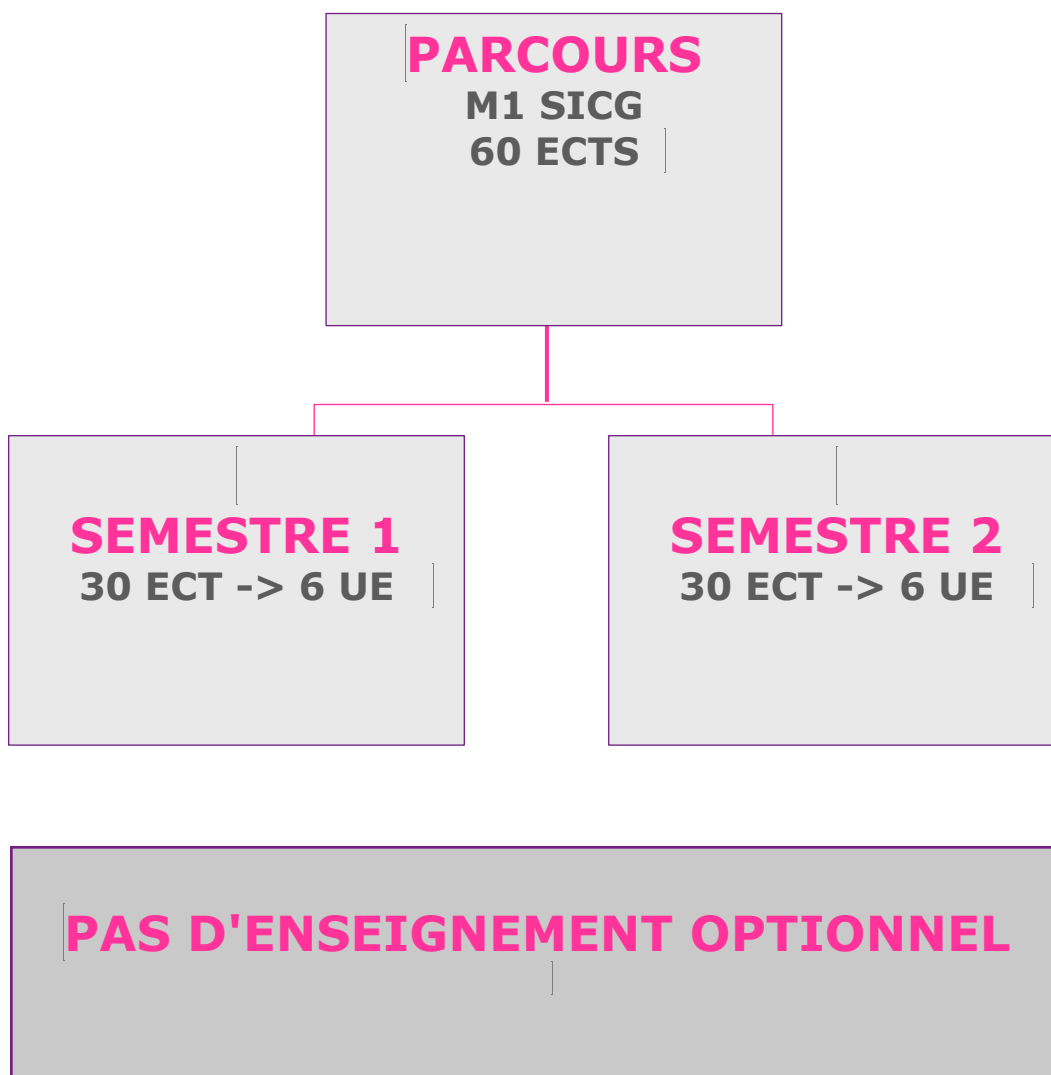 PARCOURS
M1 SICG
60 ECTS
SEMESTRE 1
30 ECT -> 6 UE
SEMESTRE 2
30 ECT -> 6 UE
PAS D'ENSEIGNEMENT OPTIONNEL